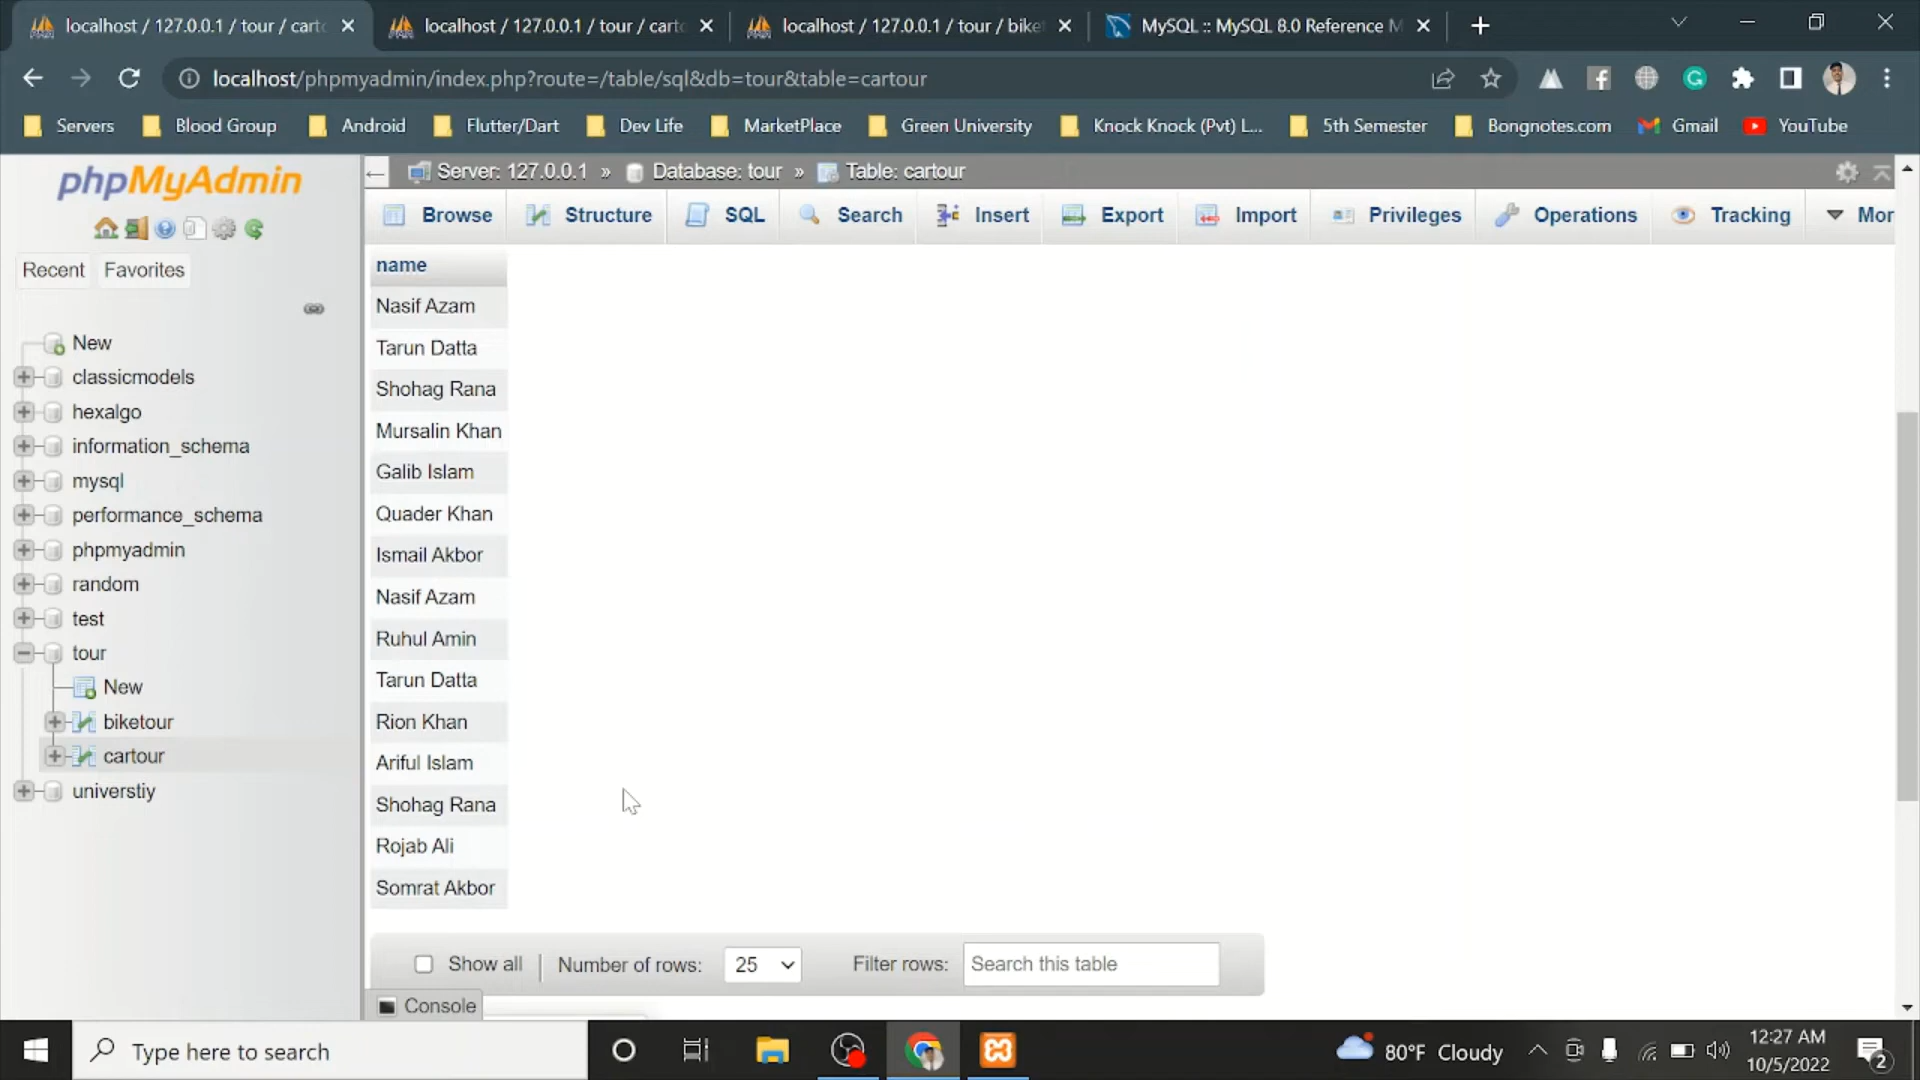 localhost / 127.0.0.1 / tour / carto
localhost / 127.0.0.1 / tour / carto
localhost / 127.0.0.1 / tour / bike
MySQL :: MySQL 8.0 Reference M
localhost/phpmyadmin/index.php?route=/table/sql&db=tour&table=cartour
Servers
Blood Group
Android
Flutter/Dart
Dev Life
MarketPlace
Green University
Knock Knock (Pvt) L...
5th Semester
Bongnotes.com
Gmail
YouTube
phpMyAdmin
Recent
Favorites
New
classicmodels
hexalgo
information_schema
mysql
performance_schema
phpmyadmin
random
test
tour
New
biketour
cartour
universtiy
Server: 127.0.0.1 » Database: tour » Table: cartour
Browse
Structure
SQL
Search
Insert
Export
Import
Privileges
Operations
Tracking
Mor
name
Nasif Azam
Tarun Datta
Shohag Rana
Mursalin Khan
Galib Islam
Quader Khan
Ismail Akbor
Nasif Azam
Ruhul Amin
Tarun Datta
Rion Khan
Ariful Islam
Shohag Rana
Rojab Ali
Somrat Akbor
Show all
Number of rows: 25
Filter rows: Search this table
Console
Type here to search
80°F Cloudy
12:27 AM
10/5/2022
2